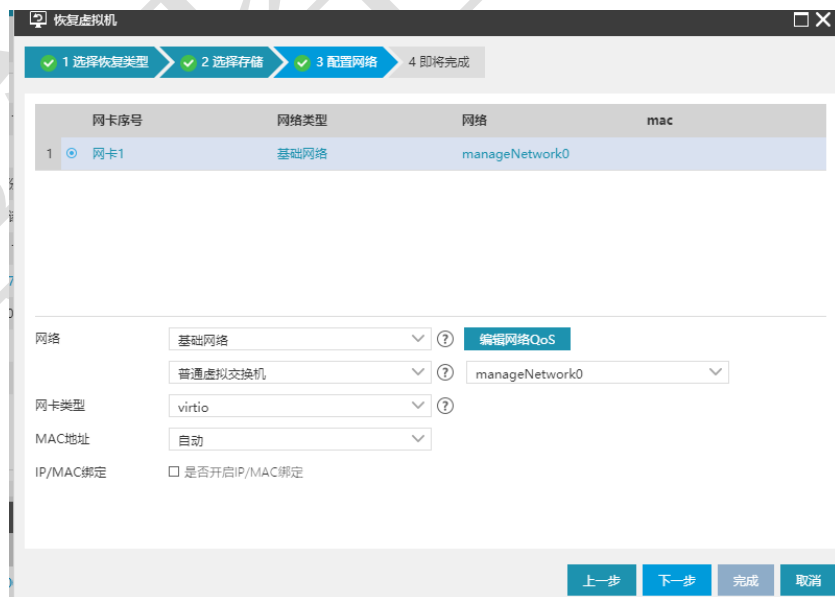 恢复虚拟机
1 选择恢复类型 2 选择存储 3 配置网络 4 即将完成
网卡序号 网络类型 网络 mac
1 网卡1 基础网络 manageNetwork0
网络 基础网络 ? 编辑网络QoS
普通虚拟交换机 ? manageNetwork0
网卡类型 virtio ?
MAC地址 自动
IP/MAC绑定 是否开启IP/MAC绑定
上一步 下一步 完成 取消